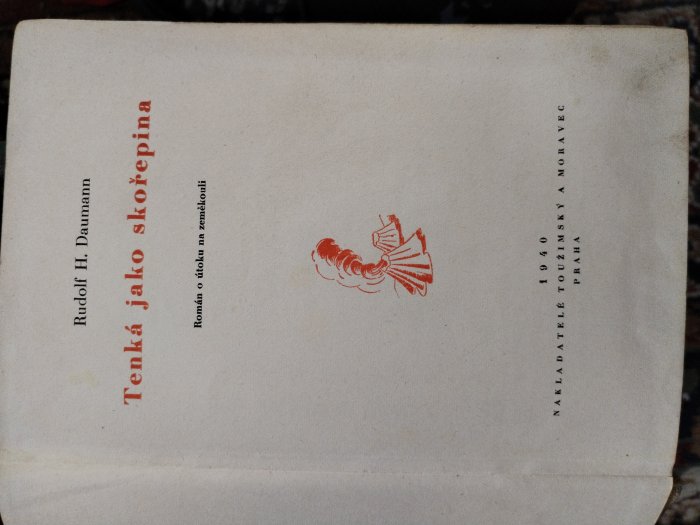 Rudolf H. Daumann
Tenká jako skořepina
Román o útoku na zeměkouli
1940
NAKLADATELÉ TOUŽIMSKÝ A MORAVEC
PRAHA